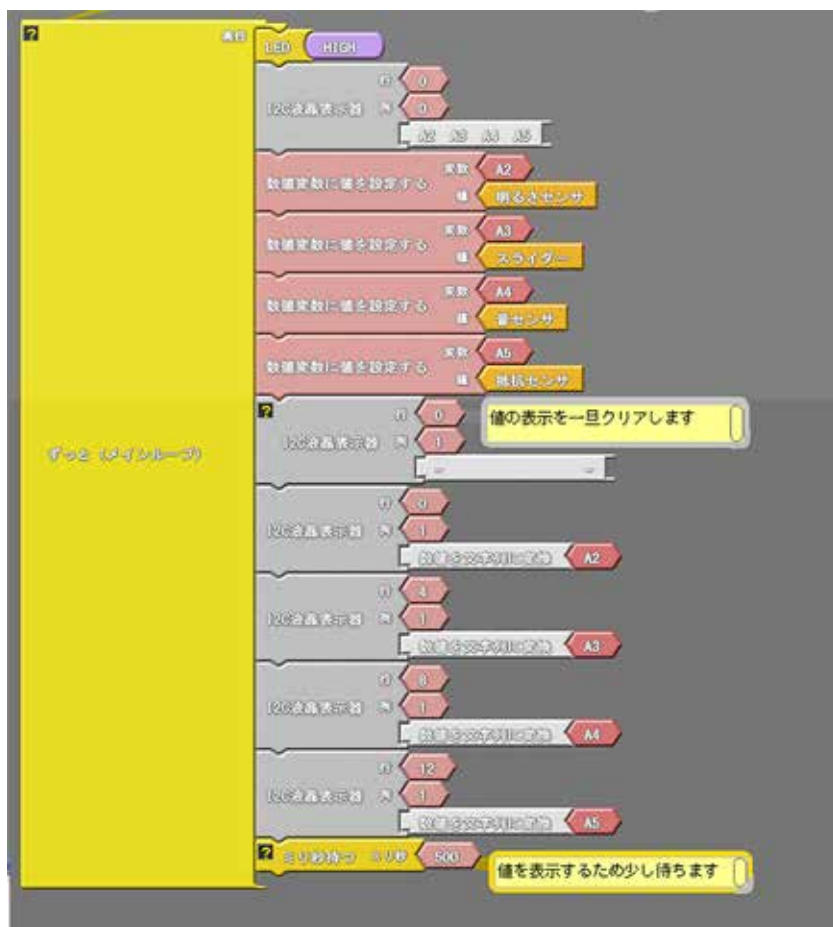 ? 実行
LED HIGH
行 0
I2C液晶表示器 列 0
A2 A3 A4 A5
変数 A2
数値変数に値を設定する
値 明るさセンサ
変数 A3
数値変数に値を設定する
値 スライダー
変数 A4
数値変数に値を設定する
値 音センサ
変数 A5
数値変数に値を設定する
値 抵抗センサ
? 行 0 値の表示を一旦クリアします
I2C液晶表示器 列 1
ずっと(メインループ)
行 0
I2C液晶表示器 列 1
数値を文字列に変換 A2
行 4
I2C液晶表示器 列 1
数値を文字列に変換 A3
行 8
I2C液晶表示器 列 1
数値を文字列に変換 A4
行 12
I2C液晶表示器 列 1
数値を文字列に変換 A5
? ミリ秒待つ ミリ秒 500
値を表示するため少し待ちます